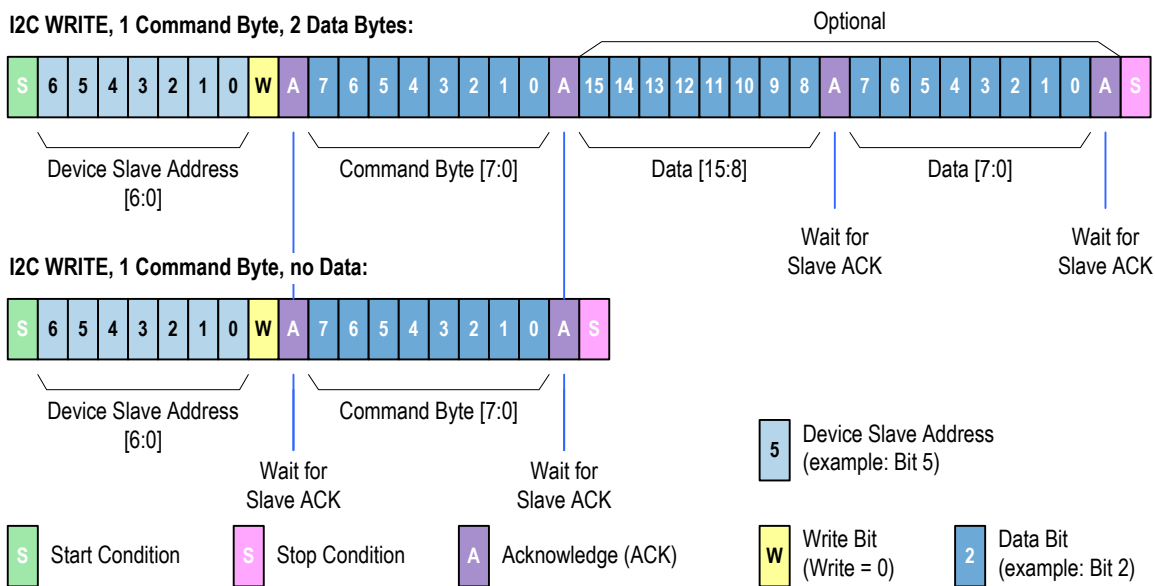 I2C WRITE, 1 Command Byte, 2 Data Bytes:
Optional
S 6 5 4 3 2 1 0 W A 7 6 5 4 3 2 1 0 A 15 14 13 12 11 10 9 8 A 7 6 5 4 3 2 1 0 A S
Device Slave Address
[6:0]
Command Byte [7:0]
Data [15:8]
Data [7:0]
Wait for
Slave ACK
Wait for
Slave ACK
I2C WRITE, 1 Command Byte, no Data:
S 6 5 4 3 2 1 0 W A 7 6 5 4 3 2 1 0 A S
Device Slave Address
[6:0]
Command Byte [7:0]
Wait for
Slave ACK
Wait for
Slave ACK
5 Device Slave Address
(example: Bit 5)
S Start Condition
S Stop Condition
A Acknowledge (ACK)
W Write Bit
(Write = 0)
2 Data Bit
(example: Bit 2)